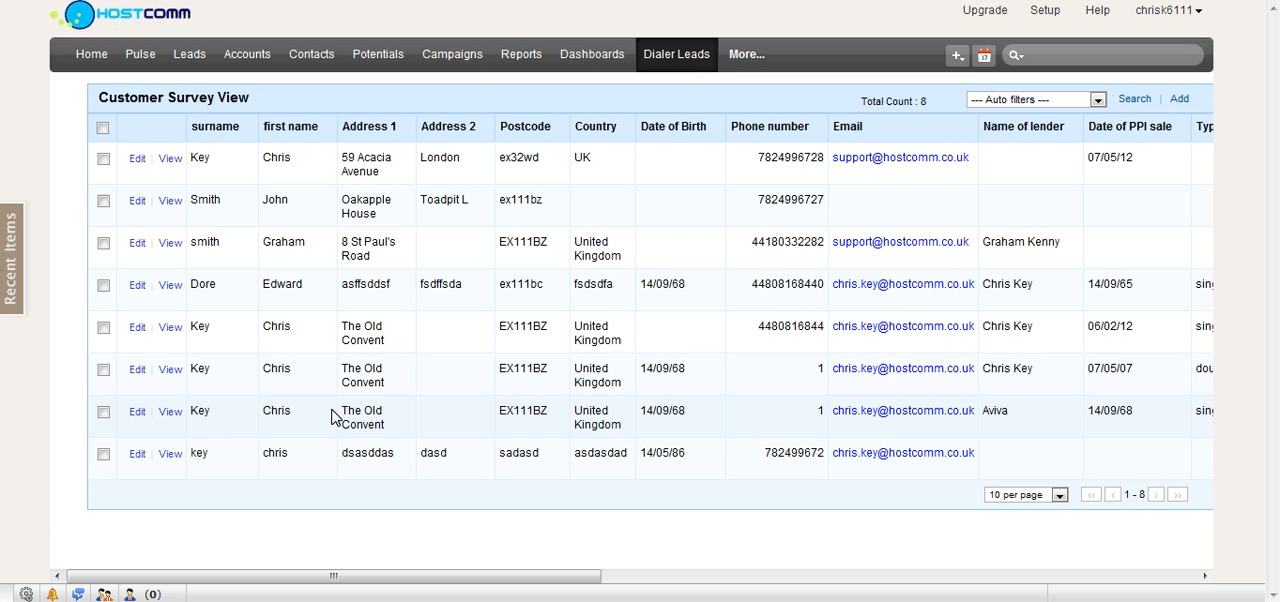 HOSTCOMM
Upgrade Setup Help chrisk6111
Home Pulse Leads Accounts Contacts Potentials Campaigns Reports Dashboards Dialer Leads More...
Customer Survey View
Total Count : 8 --- Auto filters --- Search | Add
surname first name Address 1 Address 2 Postcode Country Date of Birth Phone number Email Name of lender Date of PPI sale Typ
Edit | View Key Chris 59 Acacia London ex32wd UK 7824996728 support@hostcomm.co.uk 07/05/12
Avenue
Edit | View Smith John Oakapple Toadpit L ex111bz 7824996727
House
Edit | View smith Graham 8 St Paul's EX111BZ United 44180332282 support@hostcomm.co.uk Graham Kenny
Road Kingdom
Edit | View Dore Edward asffsddsf fsdffsda ex111bc fsdsdfa 14/09/68 44808168440 chris.key@hostcomm.co.uk Chris Key 14/09/65 sin
Edit | View Key Chris The Old EX111BZ United 4480816844 chris.key@hostcomm.co.uk Chris Key 06/02/12 sin
Convent Kingdom
Edit | View Key Chris The Old EX111BZ United 14/09/68 1 chris.key@hostcomm.co.uk Chris Key 07/05/07 dou
Convent Kingdom
Edit | View Key Chris The Old EX111BZ United 14/09/68 1 chris.key@hostcomm.co.uk Aviva 14/09/68 sin
Convent Kingdom
Edit | View key chris dsasddas dasd sadasd asdasdad 14/05/86 782499672 chris.key@hostcomm.co.uk
10 per page 1 - 8
Recent Items
(0)